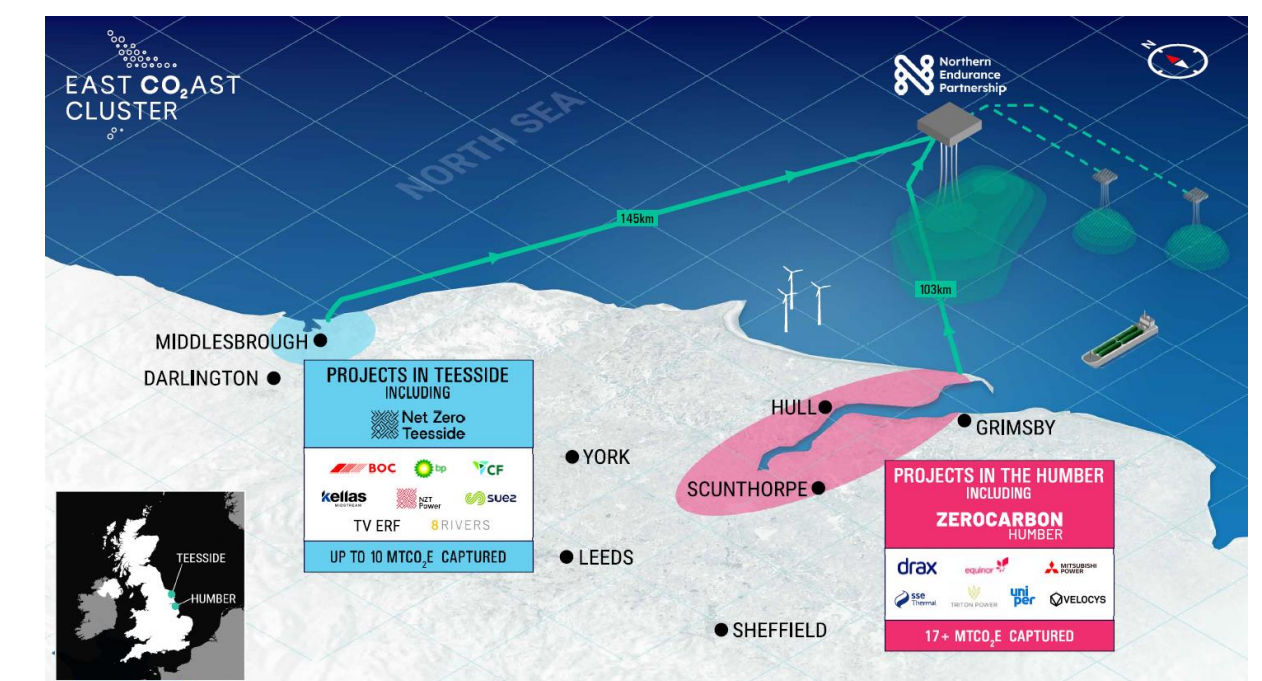 EAST CO₂AST
CLUSTER
Northern
Endurance
Partnership
N
NORTH SEA
145km
103km
MIDDLESBROUGH
DARLINGTON
PROJECTS IN TEESSIDE
INCLUDING
Net Zero
Teesside
BOC
bp
CF
kellas
MIDSTREAM
NZT
Power
suez
TV ERF
8RIVERS
UP TO 10 MTCO₂E CAPTURED
YORK
LEEDS
SHEFFIELD
HULL
GRIMSBY
SCUNTHORPE
PROJECTS IN THE HUMBER
INCLUDING
ZEROCARBON
HUMBER
drax
equinor
MITSUBISHI
POWER
sse
Thermal
TRITON POWER
uni
per
VELOCYS
17+ MTCO₂E CAPTURED
TEESSIDE
HUMBER